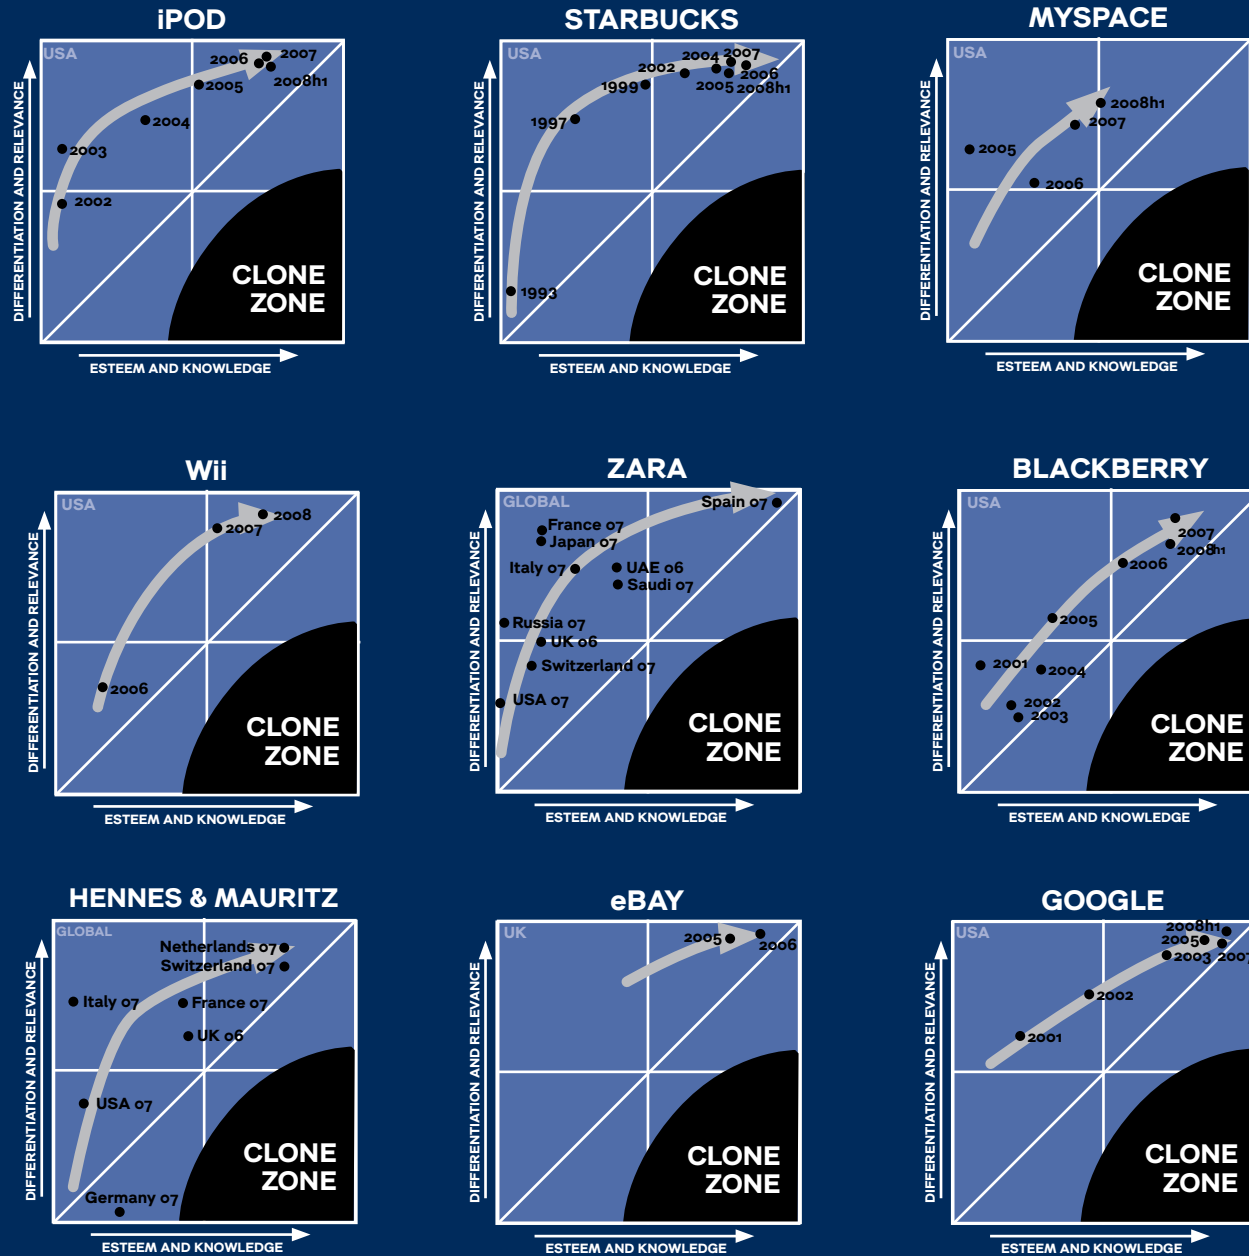 iPOD
USA
2006
2007
2005
2008h1
2004
2003
2002
CLONE
ZONE
DIFFERENTIATION AND RELEVANCE
ESTEEM AND KNOWLEDGE
STARBUCKS
USA
2004
2007
2002
2006
1999
2005
2008h1
1997
1993
CLONE
ZONE
DIFFERENTIATION AND RELEVANCE
ESTEEM AND KNOWLEDGE
MYSPACE
USA
2008h1
2007
2005
2006
CLONE
ZONE
DIFFERENTIATION AND RELEVANCE
ESTEEM AND KNOWLEDGE
Wii
USA
2008
2007
2006
CLONE
ZONE
DIFFERENTIATION AND RELEVANCE
ESTEEM AND KNOWLEDGE
ZARA
GLOBAL
Spain 07
France 07
Japan 07
Italy 07
UAE 06
Saudi 07
Russia 07
UK 06
Switzerland 07
USA 07
CLONE
ZONE
DIFFERENTIATION AND RELEVANCE
ESTEEM AND KNOWLEDGE
BLACKBERRY
USA
2007
2008h1
2006
2005
2001
2004
2002
2003
CLONE
ZONE
DIFFERENTIATION AND RELEVANCE
ESTEEM AND KNOWLEDGE
HENNES & MAURITZ
GLOBAL
Netherlands 07
Switzerland 07
Italy 07
France 07
UK 06
USA 07
Germany 07
CLONE
ZONE
DIFFERENTIATION AND RELEVANCE
ESTEEM AND KNOWLEDGE
eBAY
UK
2005
2006
CLONE
ZONE
DIFFERENTIATION AND RELEVANCE
ESTEEM AND KNOWLEDGE
GOOGLE
USA
2008h1
2005
2003
2007
2002
2001
CLONE
ZONE
DIFFERENTIATION AND RELEVANCE
ESTEEM AND KNOWLEDGE